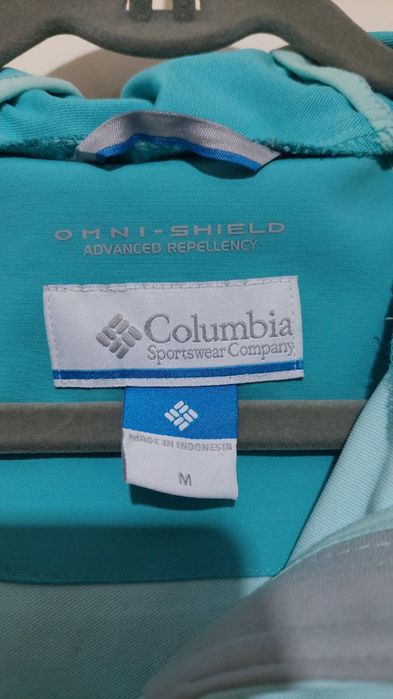 OMNI-SHIELD
ADVANCED REPELLENCY
Columbia
Sportswear Company
MADE IN INDONESIA
M